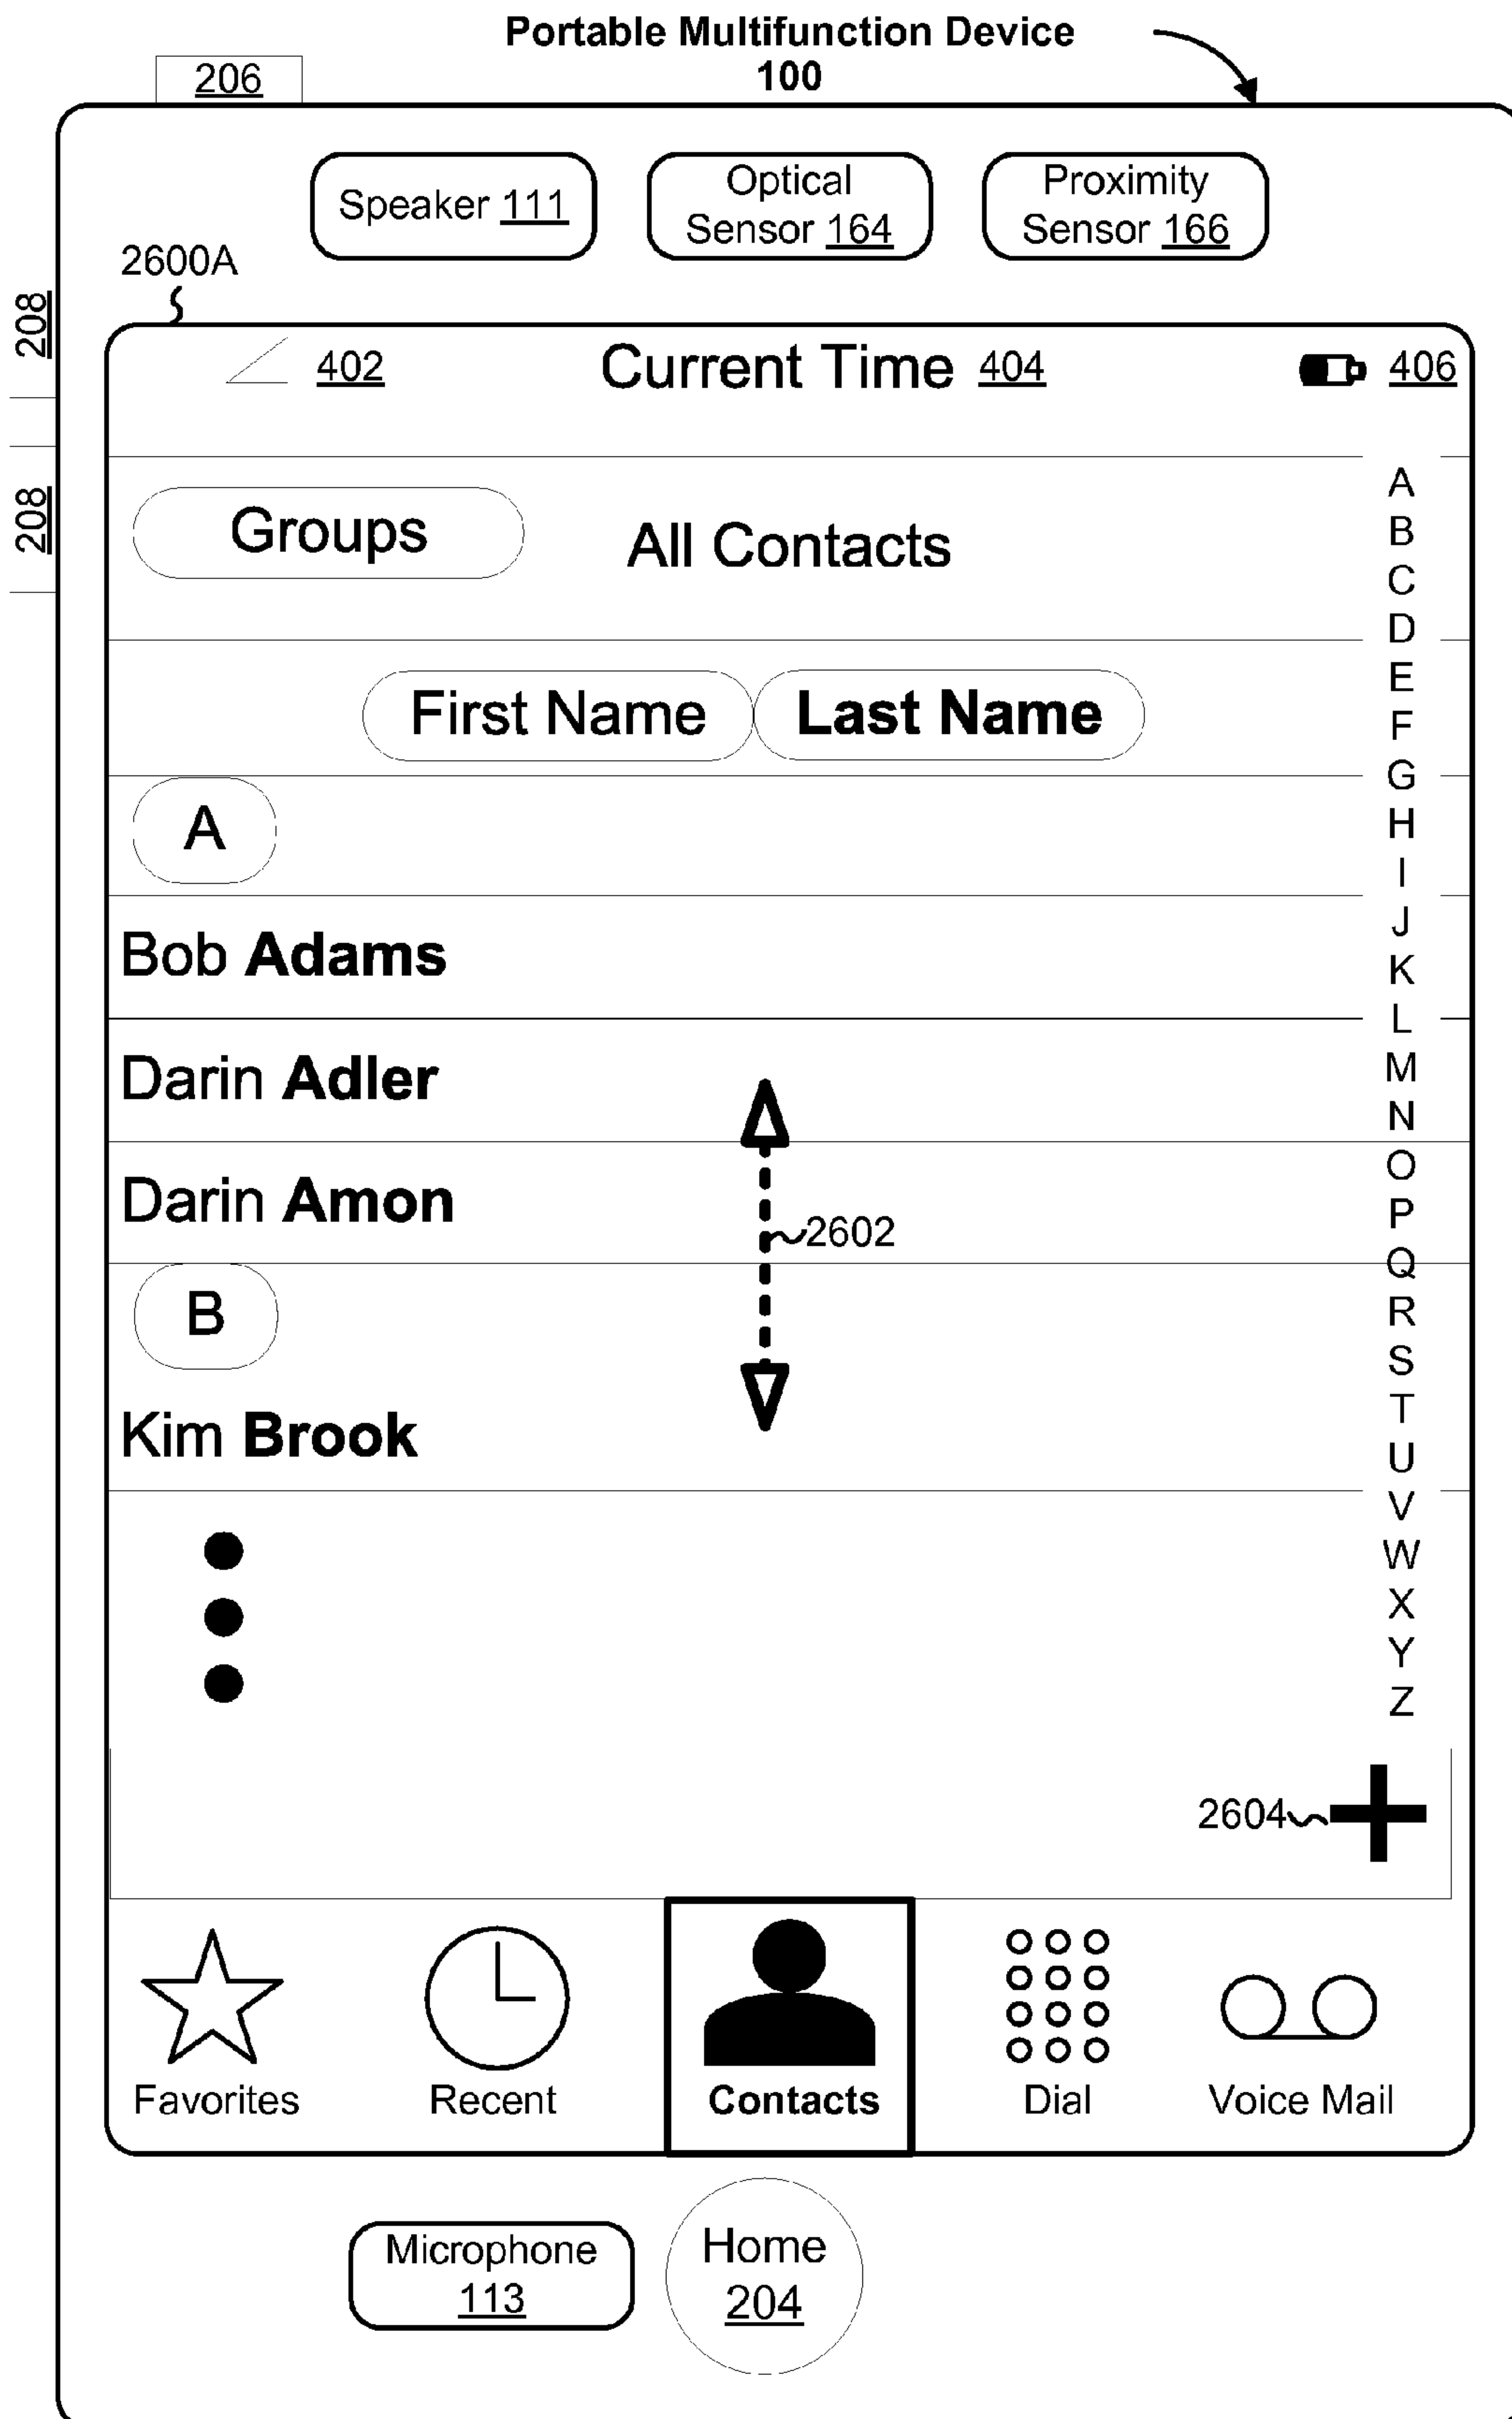 Portable Multifunction Device
100
206
Speaker 111
Optical
Sensor 164
Proximity
Sensor 166
2600A
208
208
402
Current Time 404
406
Groups
All Contacts
First Name
Last Name
A
Bob Adams
Darin Adler
Darin Amon
2602
B
Kim Brook
A
B
C
D
E
F
G
H
I
J
K
L
M
N
O
P
Q
R
S
T
U
V
W
X
Y
Z
2604
Favorites
Recent
Contacts
Dial
Voice Mail
Microphone
113
Home
204